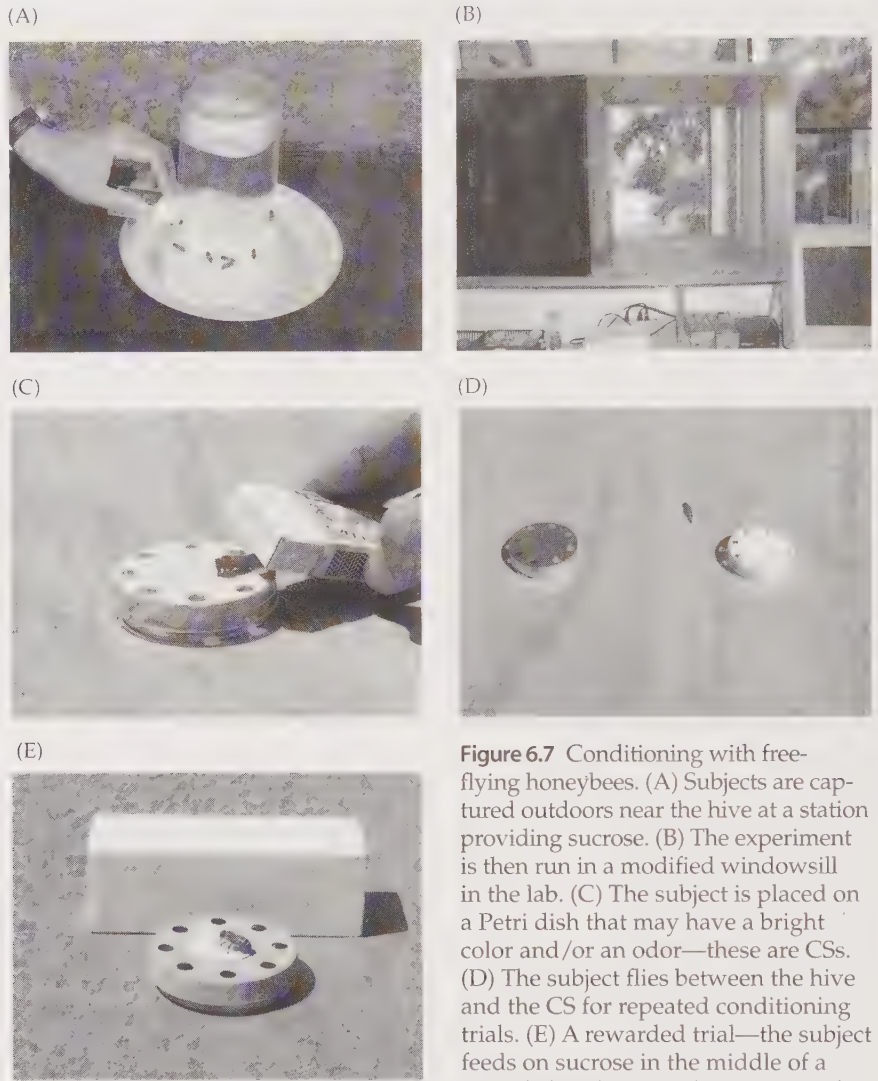 (A)
(B)
(C)
(D)
(E)
Figure 6.7 Conditioning with free-
flying honeybees. (A) Subjects are cap-
tured outdoors near the hive at a station
providing sucrose. (B) The experiment
is then run in a modified windowsill
in the lab. (C) The subject is placed on
a Petri dish that may have a bright
color and/or an odor—these are CSs.
(D) The subject flies between the hive
and the CS for repeated conditioning
trials. (E) A rewarded trial—the subject
feeds on sucrose in the middle of a